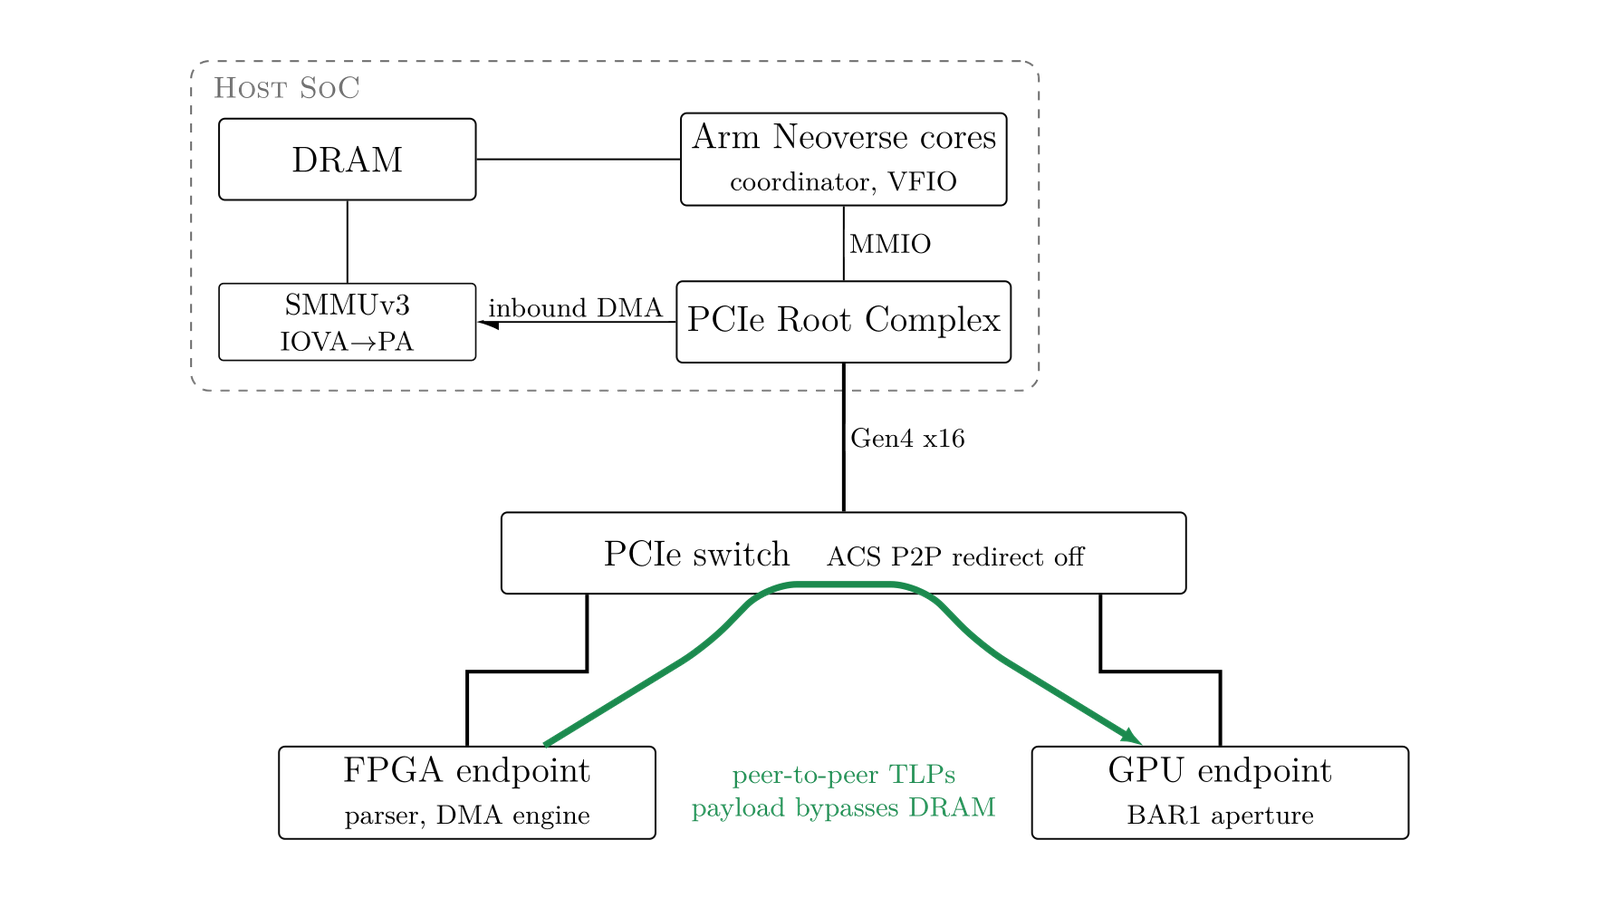 Host SoC
DRAM
Arm Neoverse cores
coordinator, VFIO
MMIO
SMMUv3
IOVA→PA
inbound DMA
PCIe Root Complex
Gen4 x16
PCIe switch ACS P2P redirect off
FPGA endpoint
parser, DMA engine
peer-to-peer TLPs
payload bypasses DRAM
GPU endpoint
BAR1 aperture